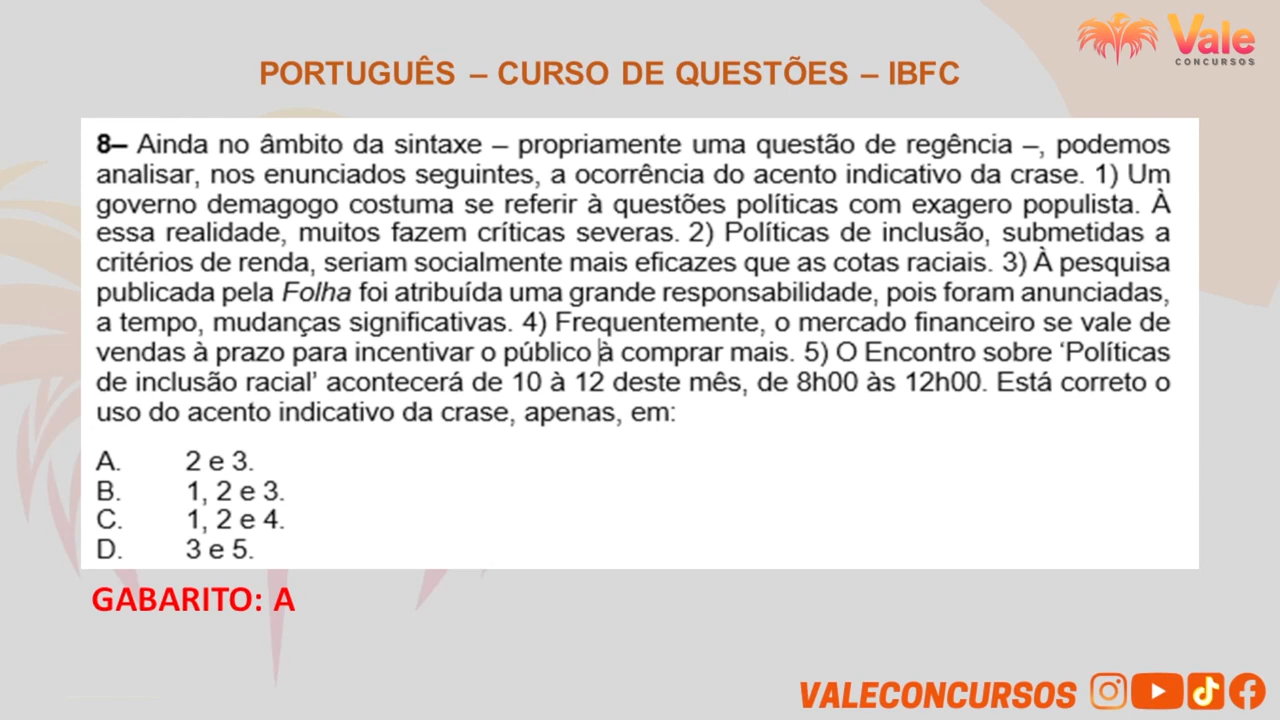 Vale
CONCURSOS
PORTUGUÊS – CURSO DE QUESTÕES – IBFC
8– Ainda no âmbito da sintaxe – propriamente uma questão de regência –, podemos
analisar, nos enunciados seguintes, a ocorrência do acento indicativo da crase. 1) Um
governo demagogo costuma se referir à questões políticas com exagero populista. À
essa realidade, muitos fazem críticas severas. 2) Políticas de inclusão, submetidas a
critérios de renda, seriam socialmente mais eficazes que as cotas raciais. 3) À pesquisa
publicada pela Folha foi atribuída uma grande responsabilidade, pois foram anunciadas,
a tempo, mudanças significativas. 4) Frequentemente, o mercado financeiro se vale de
vendas à prazo para incentivar o público à comprar mais. 5) O Encontro sobre ‘Políticas
de inclusão racial’ acontecerá de 10 à 12 deste mês, de 8h00 às 12h00. Está correto o
uso do acento indicativo da crase, apenas, em:
A. 2 e 3.
B. 1, 2 e 3.
C. 1, 2 e 4.
D. 3 e 5.
GABARITO: A
VALECONCURSOS